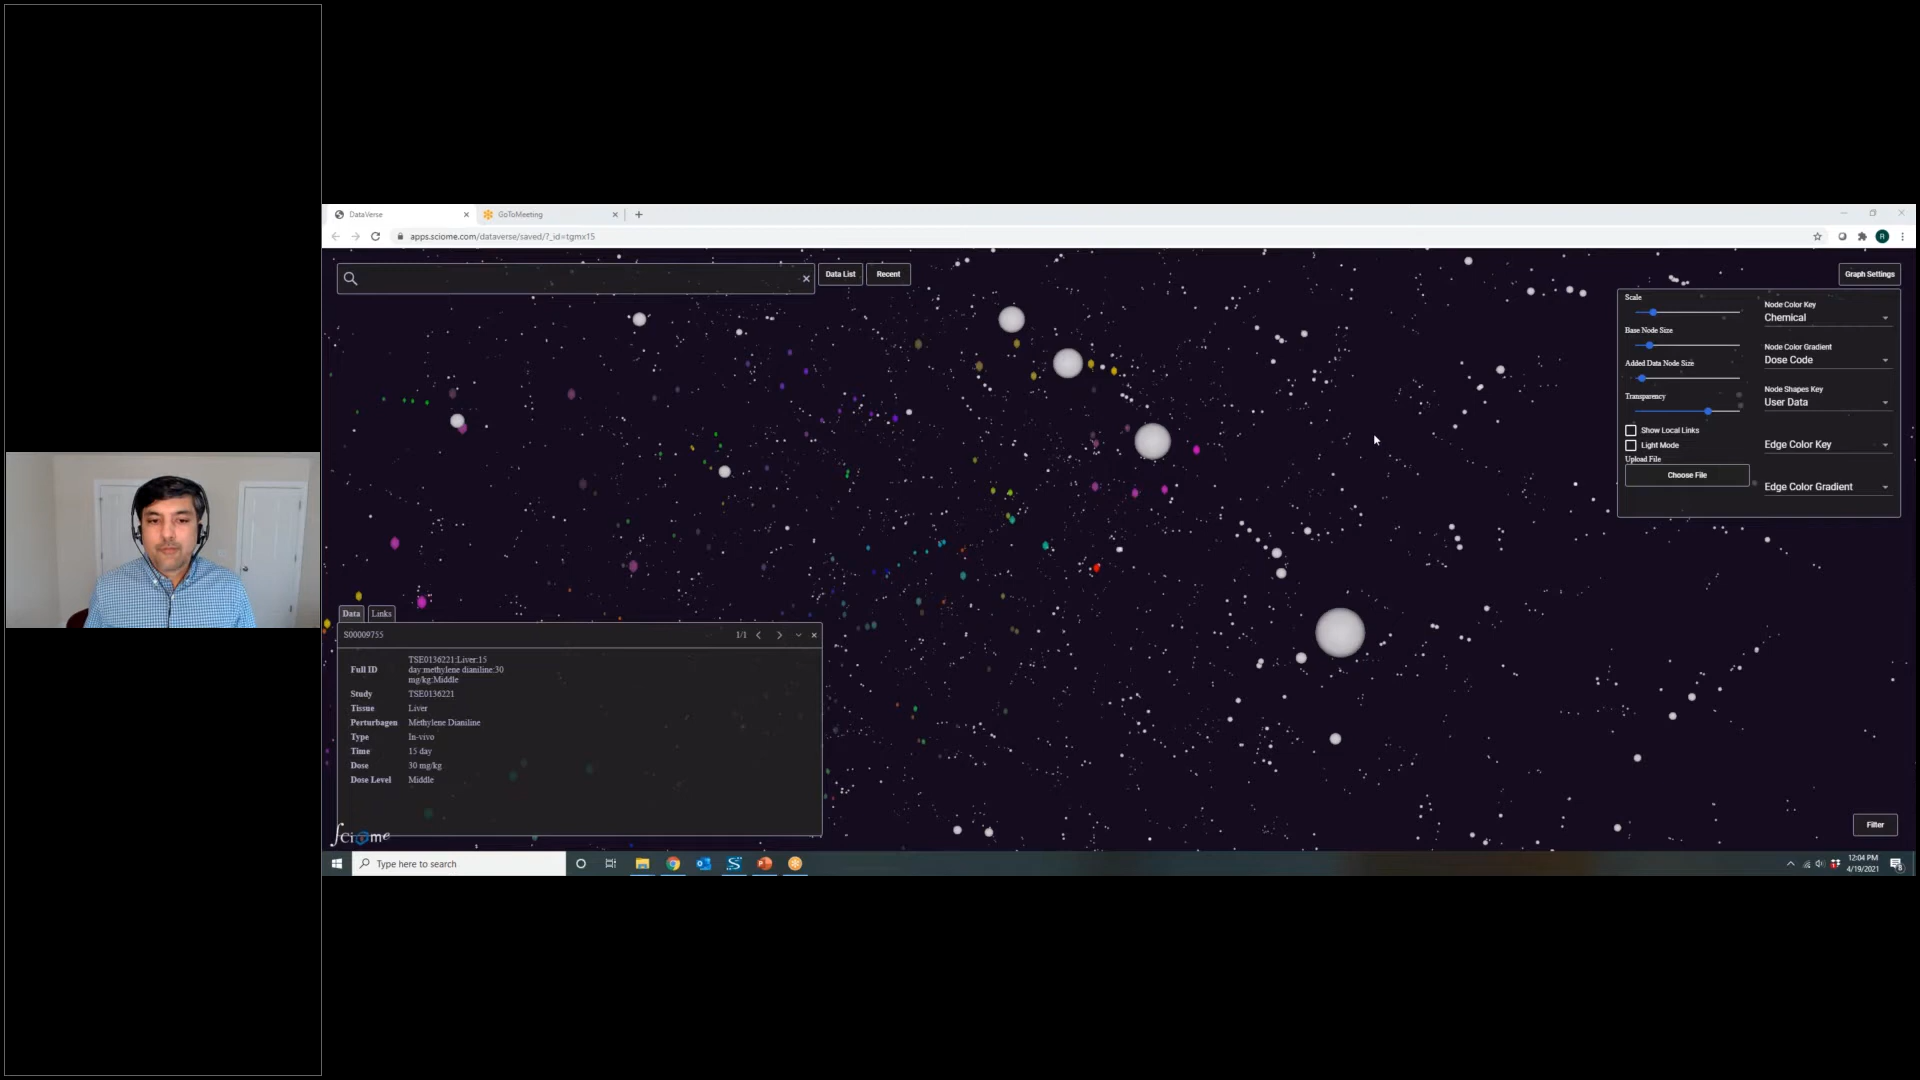 DataVerse
GoToMeeting
apps.sciome.com/dataverse/saved/?_id=tgmx15
Data List
Recent
Graph Settings
Scale
Node Color Key
Chemical
Base Node Size
Node Color Gradient
Dose Code
Added Data Node Size
Node Shapes Key
User Data
Transparency
Show Local Links
Light Mode
Edge Color Key
Upload File
Choose File
Edge Color Gradient
Data
Links
S00009755
1/1
Full ID
TSE0136221:Liver:15
day:methylene dianiline:30
mg/kg:Middle
Study TSE0136221
Tissue Liver
Perturbagen Methylene Dianiline
Type In-vivo
Time 15 day
Dose 30 mg/kg
Dose Level Middle
Sciome
Filter
Type here to search
12:04 PM
4/19/2021